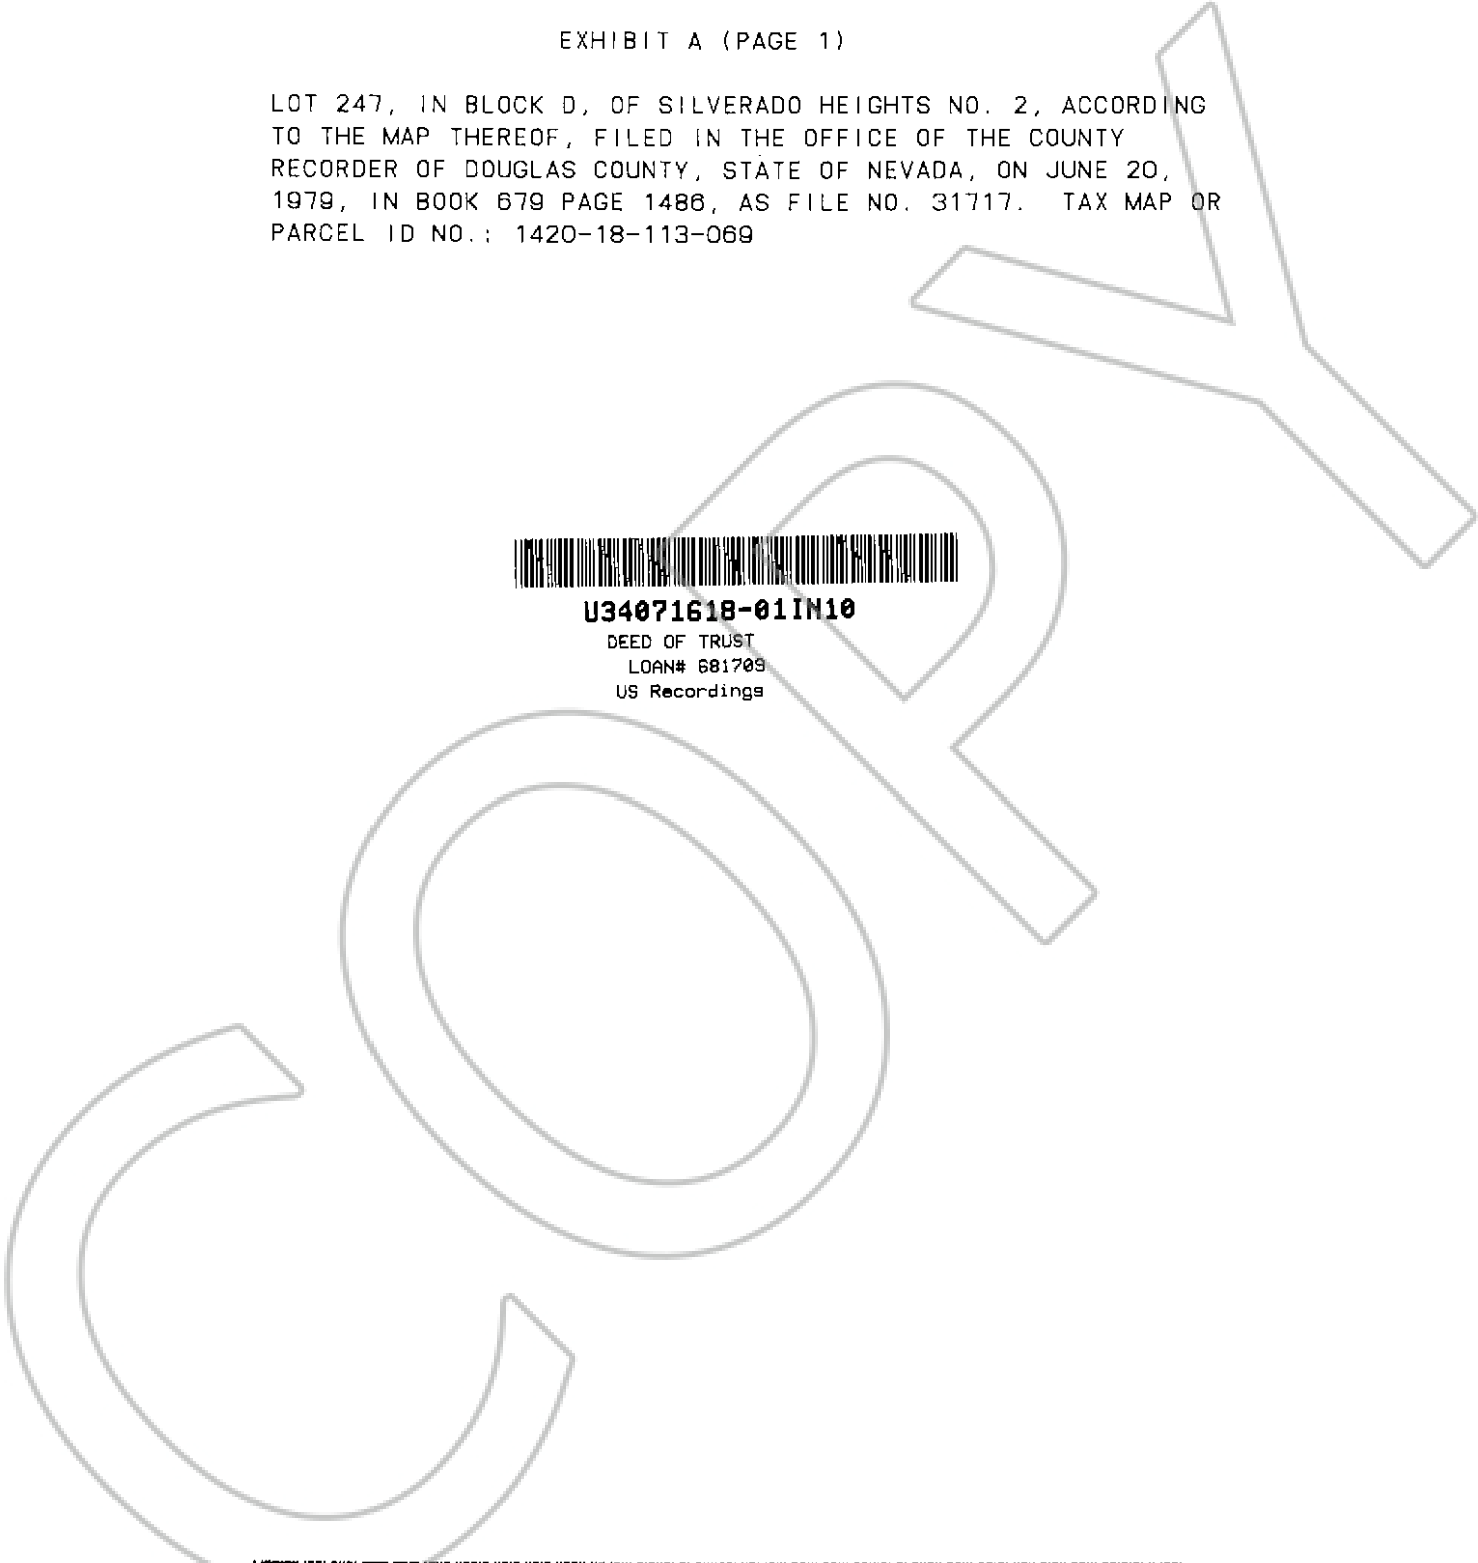 EXHIBIT A (PAGE 1)
LOT 247, IN BLOCK D, OF SILVERADO HEIGHTS NO. 2, ACCORDING
TO THE MAP THEREOF, FILED IN THE OFFICE OF THE COUNTY
RECORDER OF DOUGLAS COUNTY, STATE OF NEVADA, ON JUNE 20,
1979, IN BOOK 679 PAGE 1486, AS FILE NO. 31717. TAX MAP OR
PARCEL ID NO.: 1420-18-113-069
U34071618-01IN10
DEED OF TRUST
LOAN# 681709
US Recordings
COPY